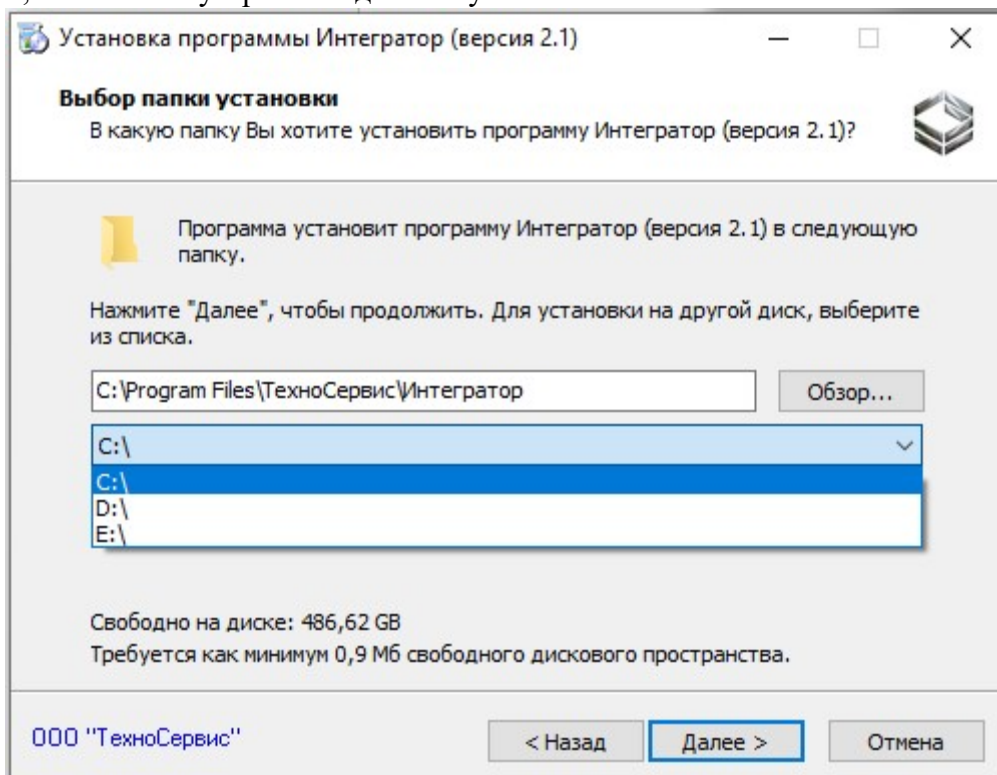 Установка программы Интегратор (версия 2.1)
Выбор папки установки
В какую папку Вы хотите установить программу Интегратор (версия 2.1)?
Программа установит программу Интегратор (версия 2.1) в следующую
папку.
Нажмите "Далее", чтобы продолжить. Для установки на другой диск, выберите
из списка.
C:\Program Files\ТехноСервис\Интегратор
Обзор...
C:\
C:\
D:\
E:\
Свободно на диске: 486,62 GB
Требуется как минимум 0,9 Мб свободного дискового пространства.
ООО "ТехноСервис"
< Назад
Далее >
Отмена